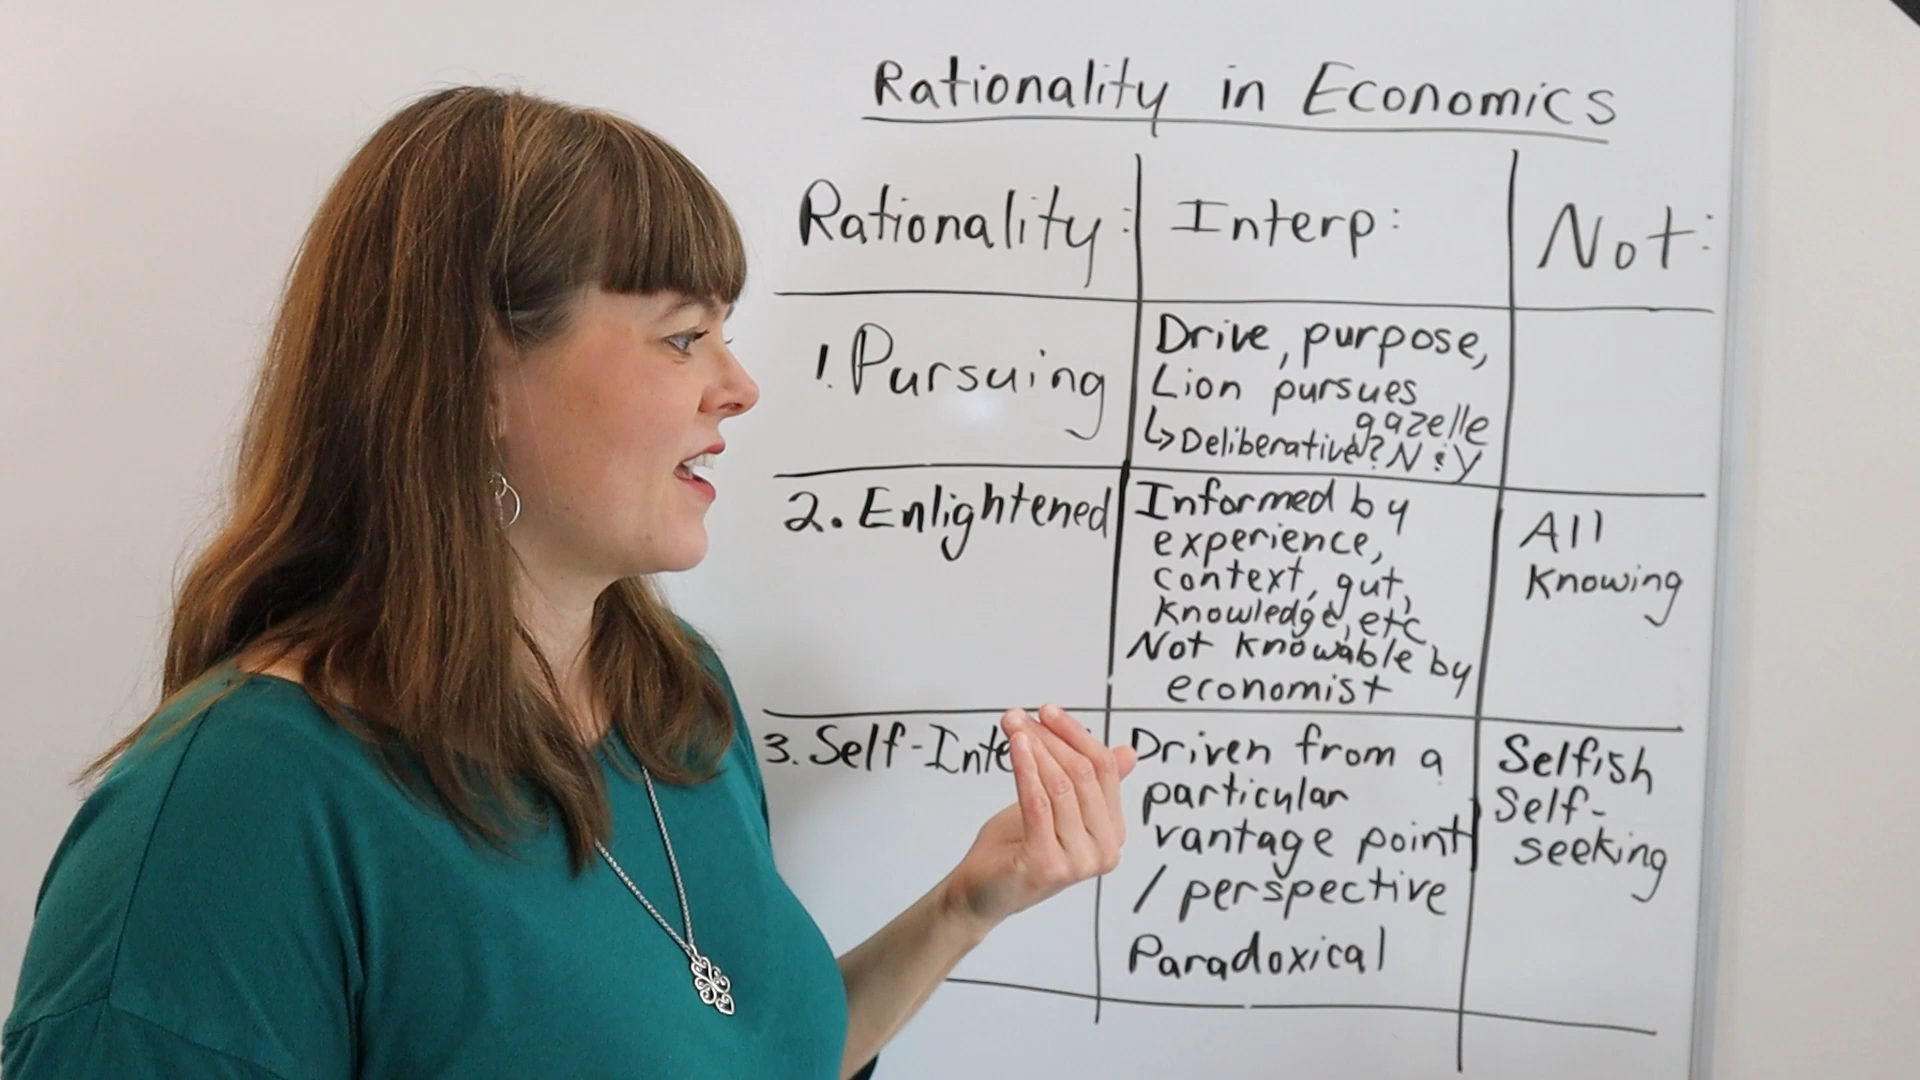 Rationality in Economics
Rationality: Interp: Not:
1. Pursuing
Drive, purpose,
Lion pursues
gazelle
↳ Deliberative? N & Y
2. Enlightened
Informed by
experience,
context, gut,
knowledge, etc
Not knowable by
economist
All
Knowing
3. Self-Inte
Driven from a
particular
vantage point
/ perspective
Paradoxical
Selfish
Self-
seeking